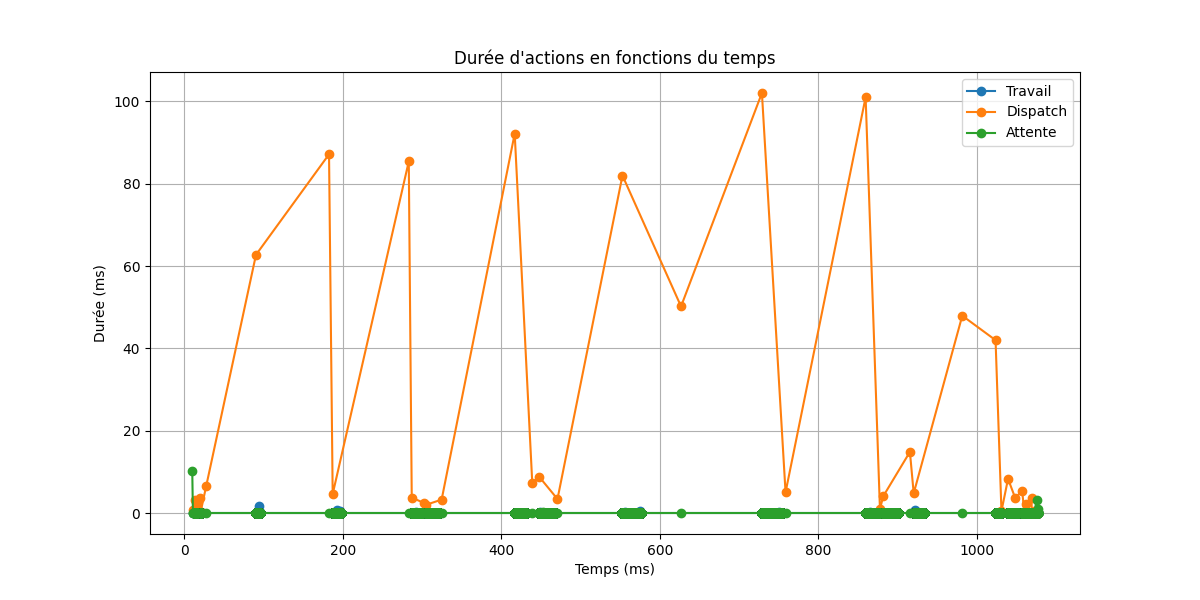 Durée d'actions en fonctions du temps
Travail
Dispatch
Attente
Durée (ms)
100
80
60
40
20
0
0 200 400 600 800 1000
Temps (ms)